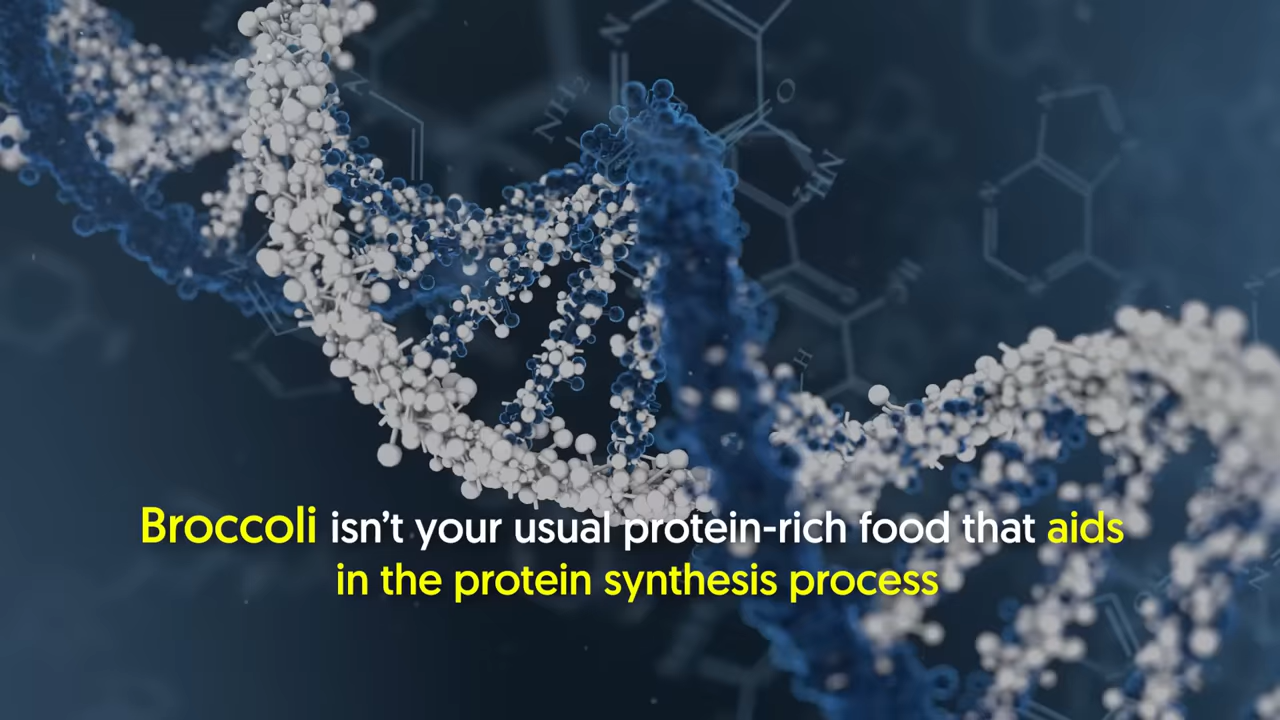 Broccoli isn’t your usual protein-rich food that aids
in the protein synthesis process